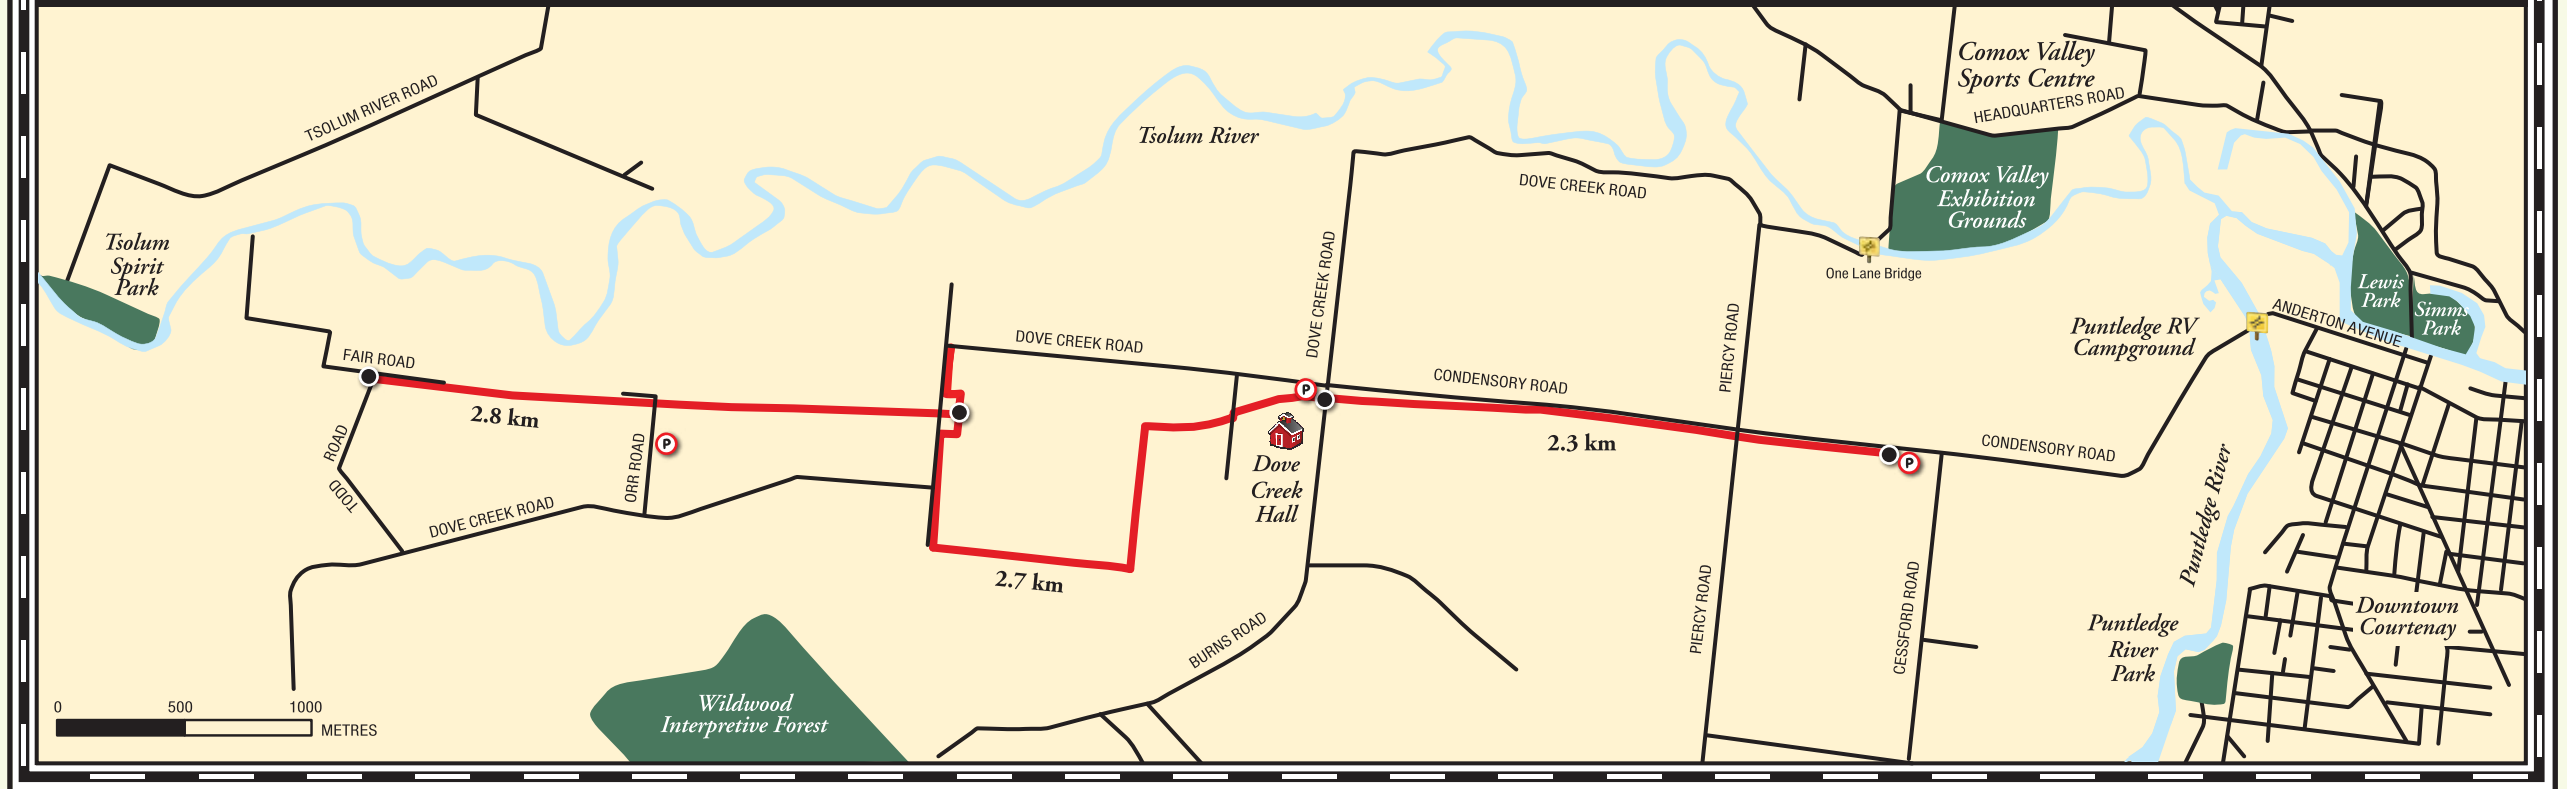 TSOLUM RIVER ROAD
Tsolum
Spirit
Park
FAIR ROAD
2.8 km
ROAD
TODD
ORR ROAD
P
DOVE CREEK ROAD
0
500
1000
METRES
Wildwood
Interpretive Forest
Tsolum River
DOVE CREEK ROAD
2.7 km
DOVE CREEK ROAD
P
Dove
Creek
Hall
BURNS ROAD
DOVE CREEK ROAD
CONDENSORY ROAD
2.3 km
PIERCY ROAD
PIERCY ROAD
P
CESSFORD ROAD
CONDENSORY ROAD
Comox Valley
Sports Centre
HEADQUARTERS ROAD
Comox Valley
Exhibition
Grounds
One Lane Bridge
Puntledge RV
Campground
ANDERTON AVENUE
Lewis
Park
Simms
Park
Puntledge River
Puntledge
River
Park
Downtown
Courtenay